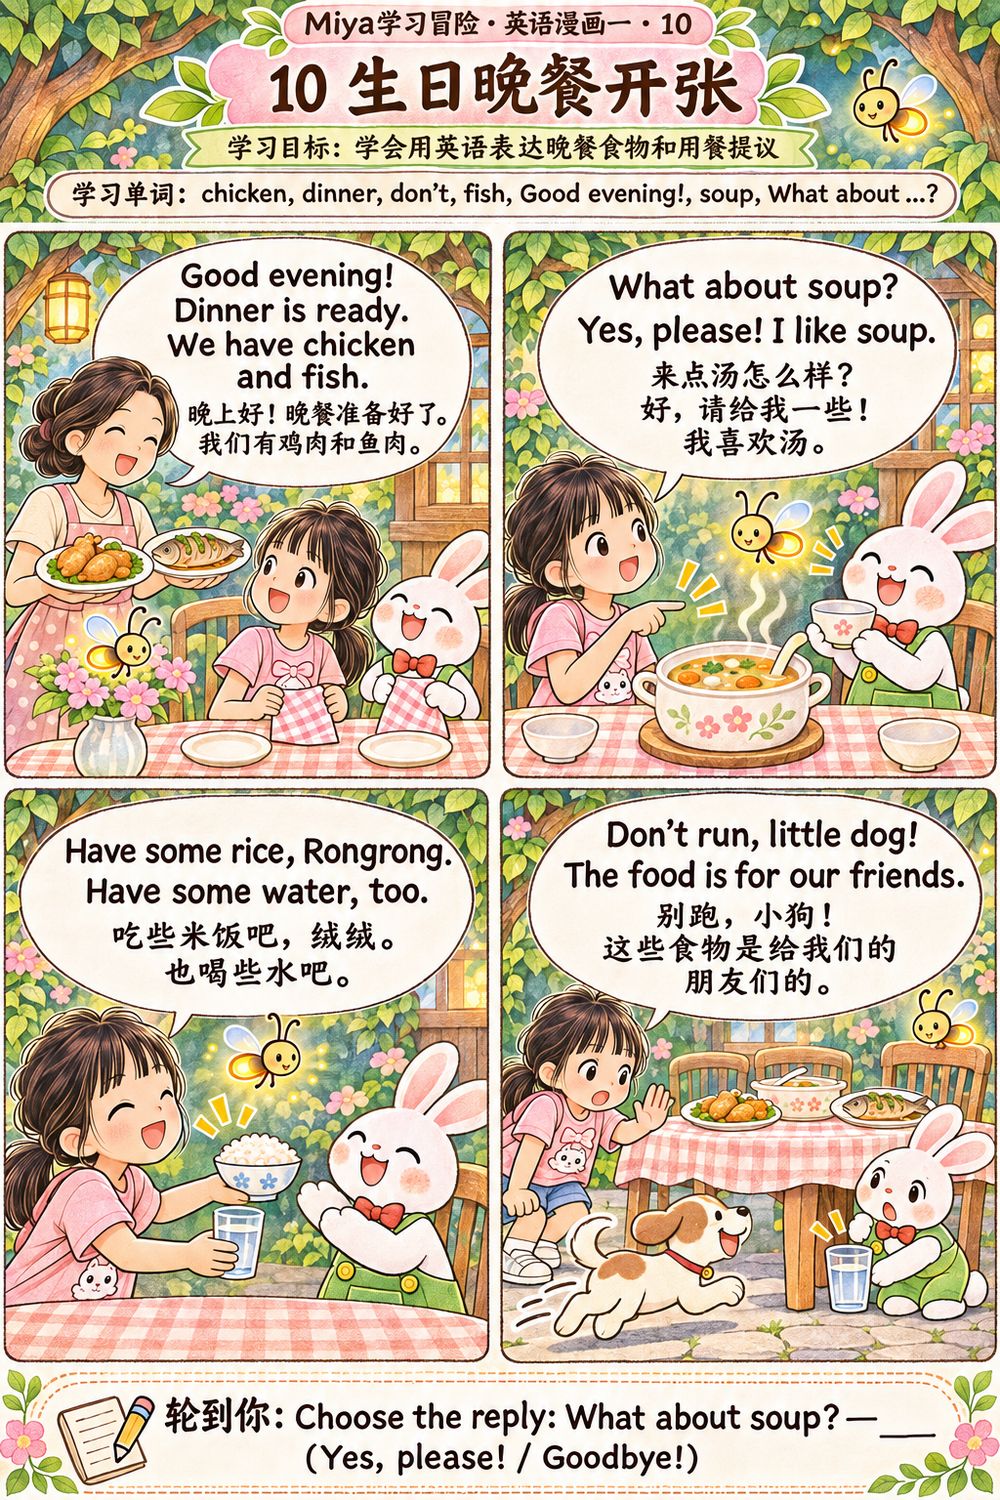 Miya学习冒险·英语漫画一·10
10 生日晚餐开张
学习目标：学会用英语表达晚餐食物和用餐提议
学习单词：chicken, dinner, don't, fish, Good evening!, soup, What about ...?
Good evening!
Dinner is ready.
We have chicken
and fish.
晚上好！晚餐准备好了。
我们有鸡肉和鱼肉。
What about soup?
Yes, please! I like soup.
来点汤怎么样？
好，请给我一些！
我喜欢汤。
Have some rice, Rongrong.
Have some water, too.
吃些米饭吧，绒绒。
也喝些水吧。
Don't run, little dog!
The food is for our friends.
别跑，小狗！
这些食物是给我们的
朋友们的。
轮到你：Choose the reply: What about soup? — ___
(Yes, please! / Goodbye!)